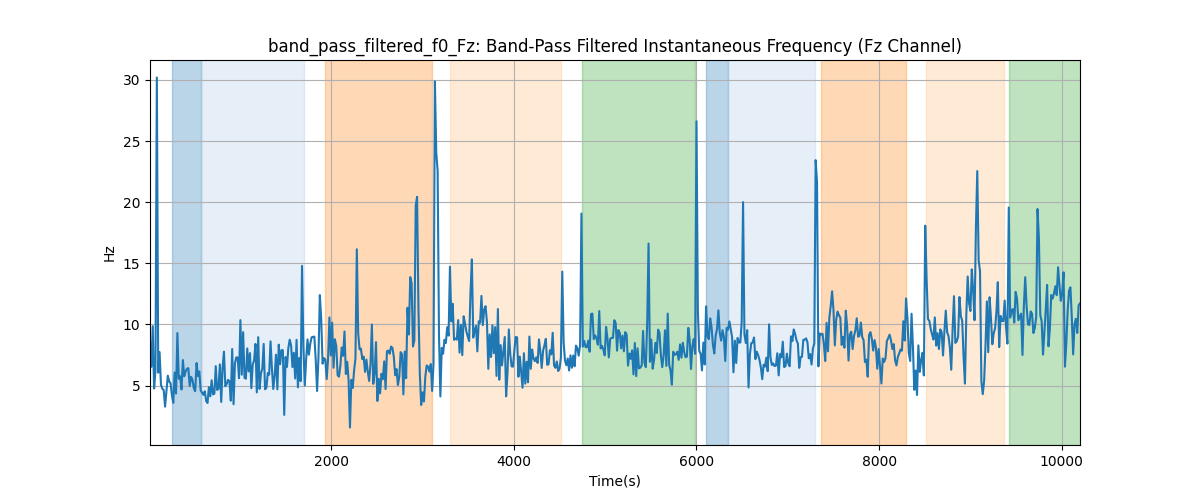 band_pass_filtered_f0_Fz: Band-Pass Filtered Instantaneous Frequency (Fz Channel)
30
25
20
15
10
5
Hz
2000 4000 6000 8000 10000
Time(s)